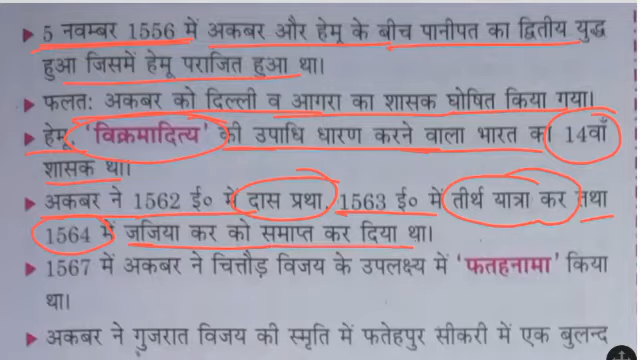 ▶ 5 नवम्बर 1556 में अकबर और हेमू के बीच पानीपत का द्वितीय युद्ध
हुआ जिसमें हेमू पराजित हुआ था।
▶ फलतः अकबर को दिल्ली व आगरा का शासक घोषित किया गया।
▶ हेमू, 'विक्रमादित्य' की उपाधि धारण करने वाला भारत का 14वाँ
शासक था।
▶ अकबर ने 1562 ई० में दास प्रथा, 1563 ई० में तीर्थ यात्रा कर तथा
1564 में जजिया कर को समाप्त कर दिया था।
▶ 1567 में अकबर ने चित्तौड़ विजय के उपलक्ष्य में 'फतहनामा' किया
था।
▶ अकबर ने गुजरात विजय की स्मृति में फतेहपुर सीकरी में एक बुलन्द